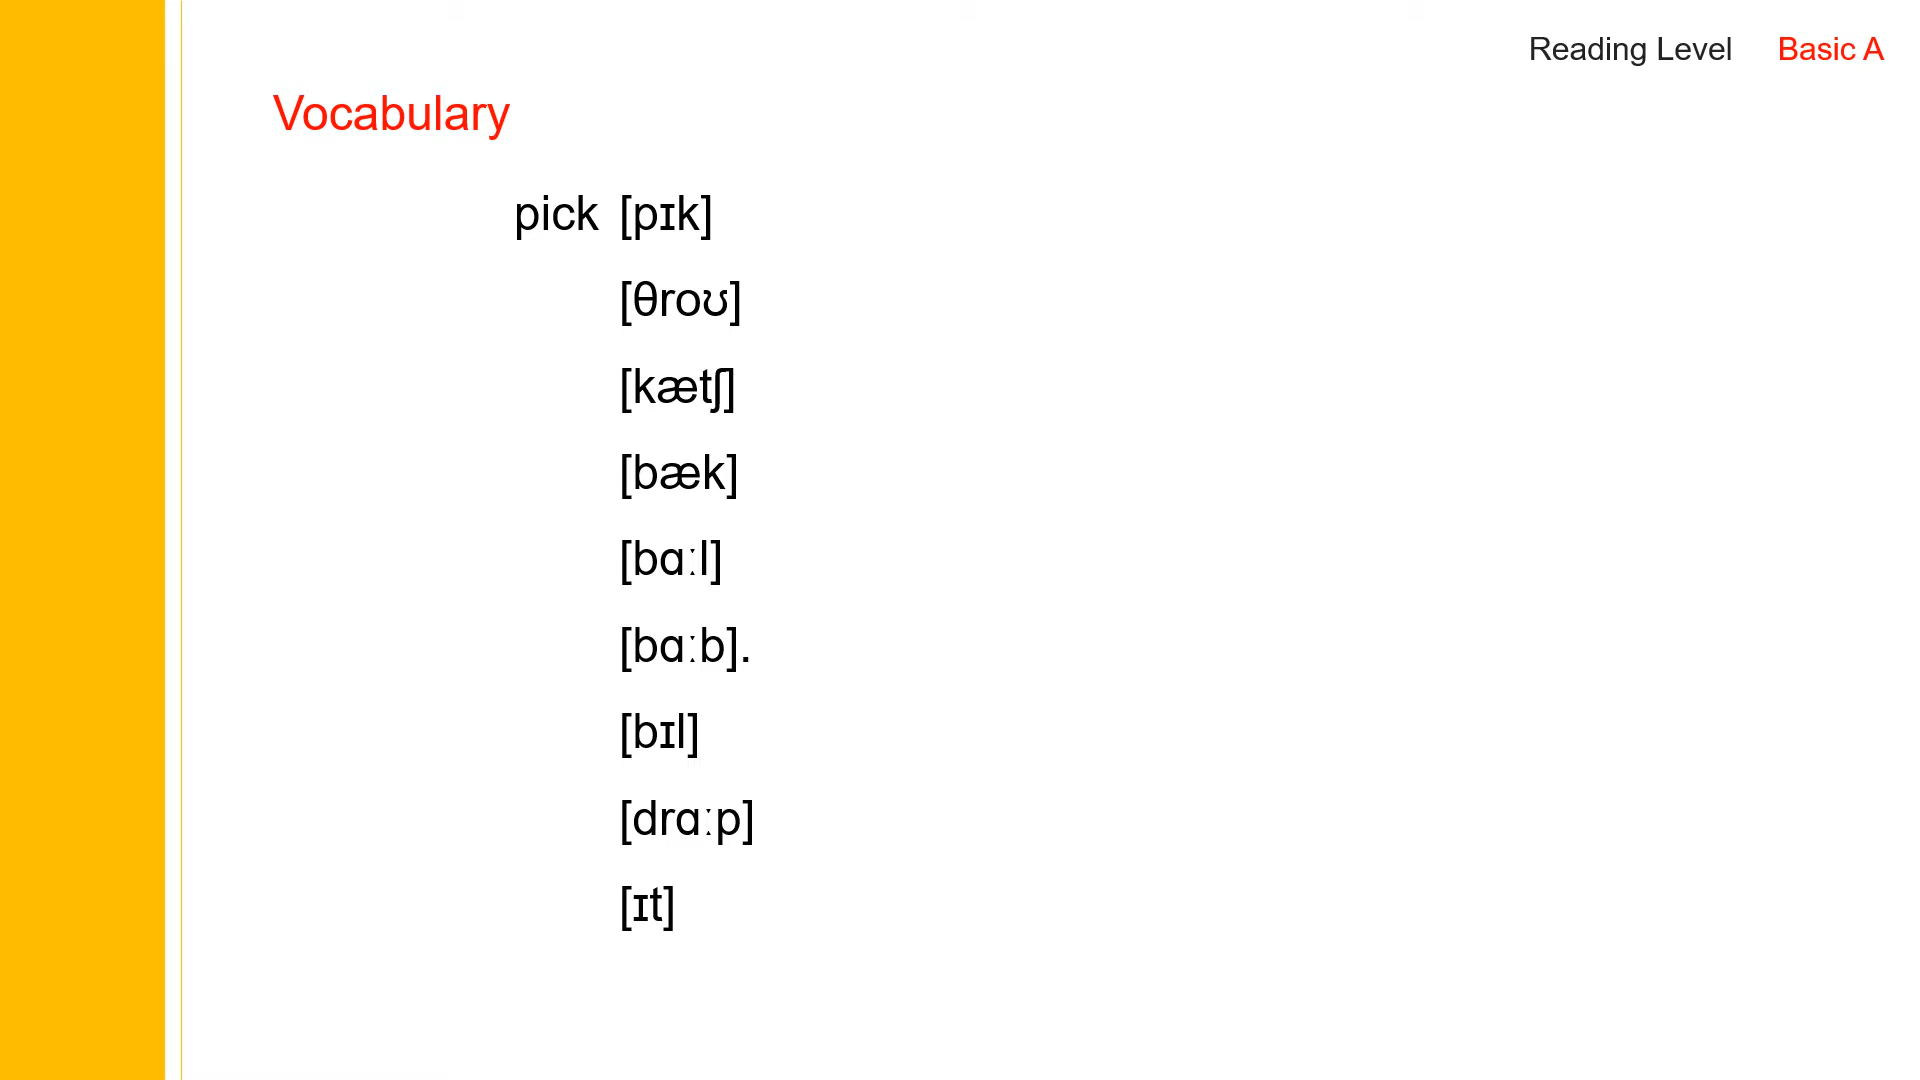 Reading Level Basic A
Vocabulary
pick [pɪk]
[θroʊ]
[kætʃ]
[bæk]
[bɑːl]
[bɑːb].
[bɪl]
[drɑːp]
[ɪt]